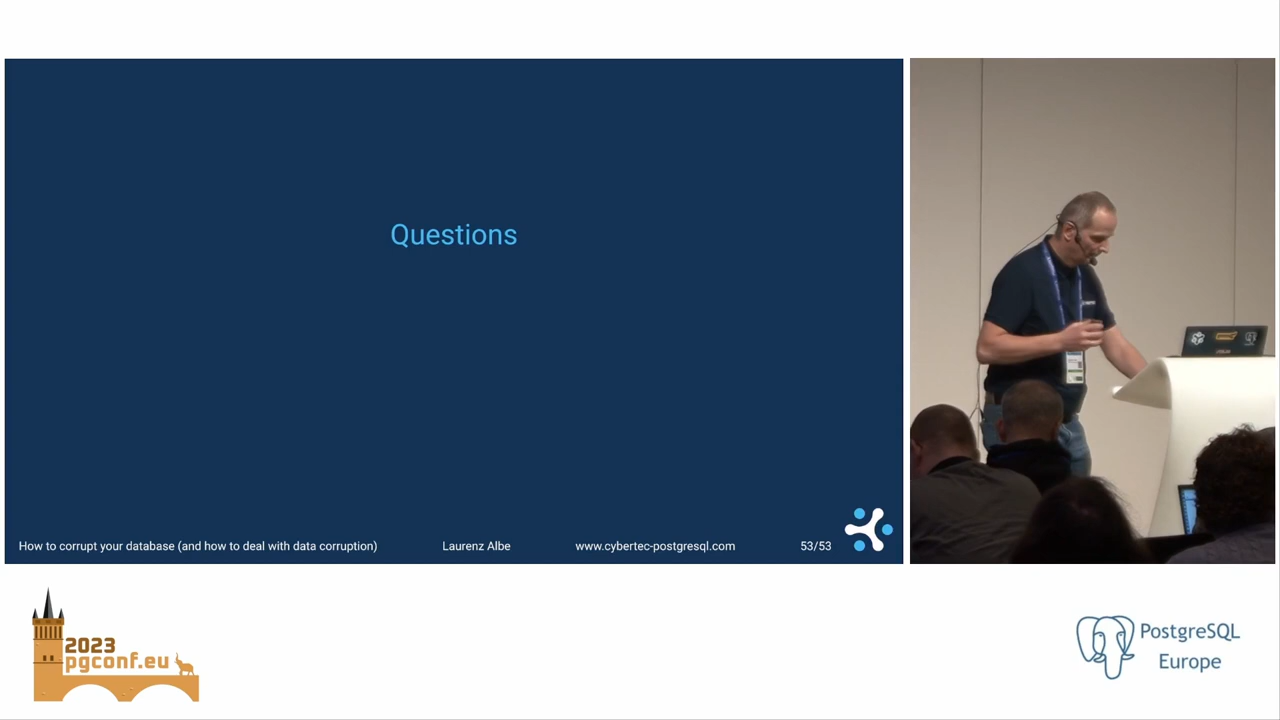 Questions
How to corrupt your database (and how to deal with data corruption) Laurenz Albe www.cybertec-postgresql.com 53/53
2023
pgconf.eu
PostgreSQL
Europe